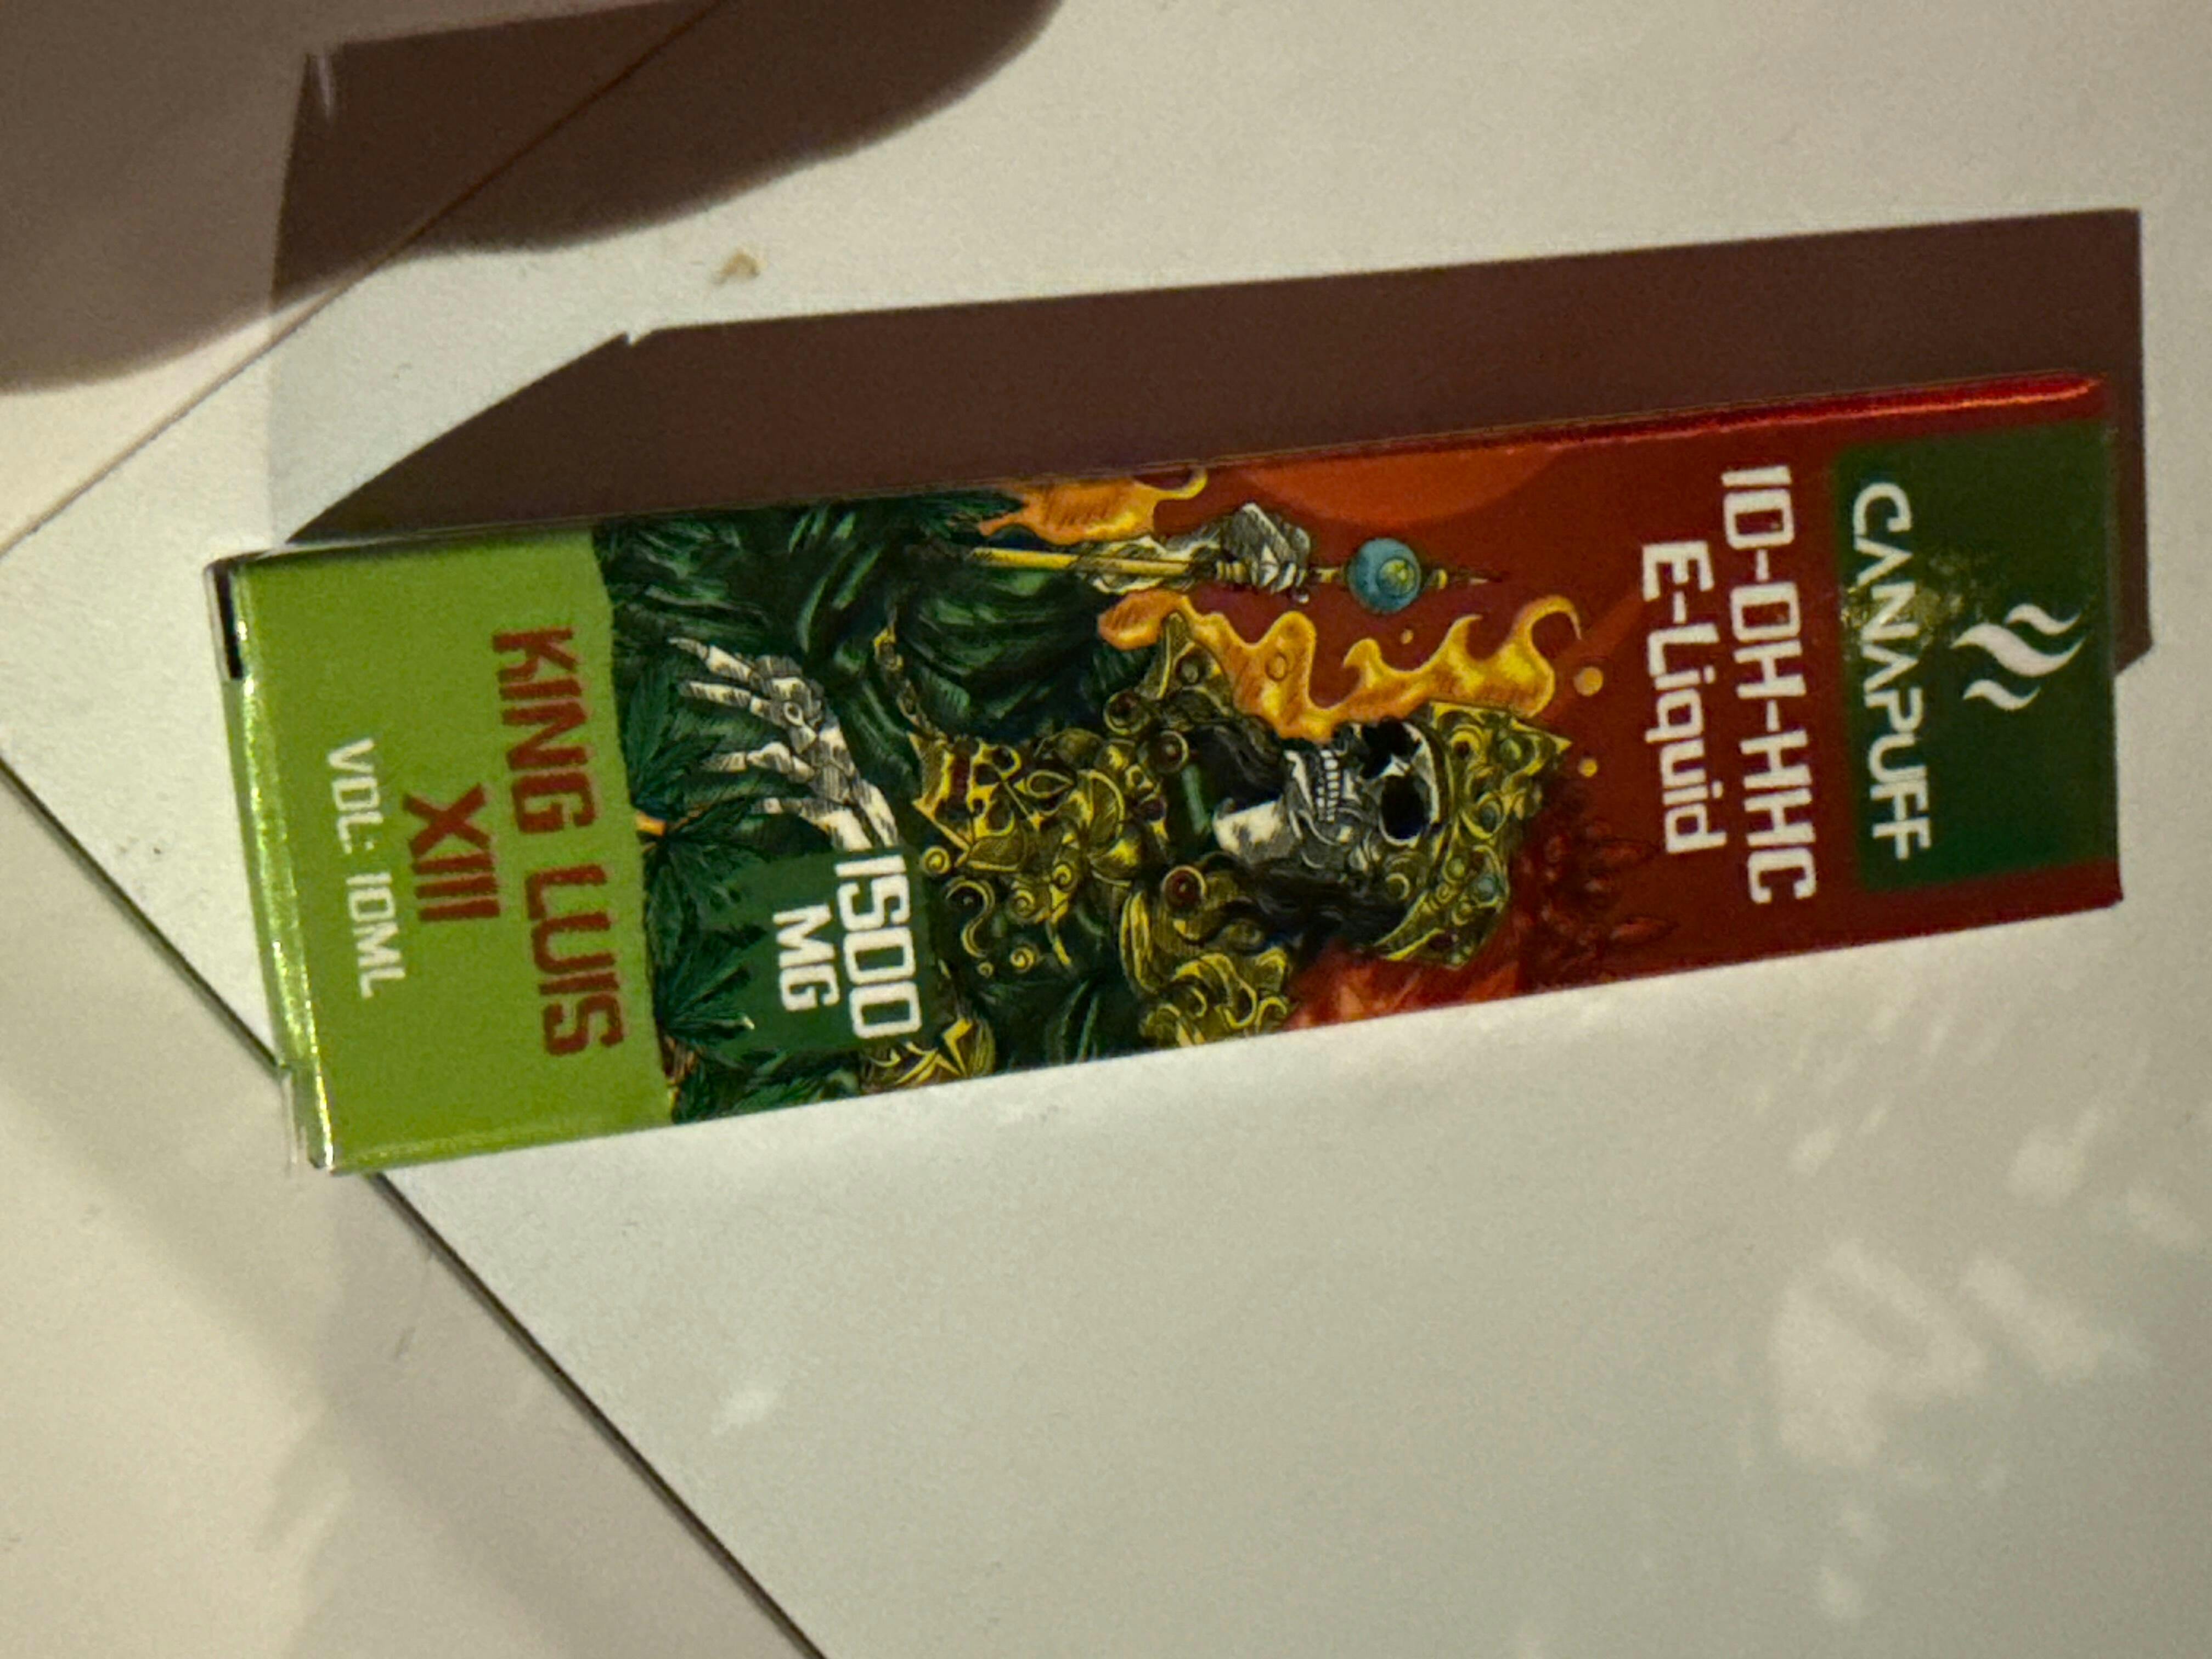 CANAPUFF
10-OH-HHC
E-Liquid
1500
MG
KING LUIS
XIII
VOL: 10ML